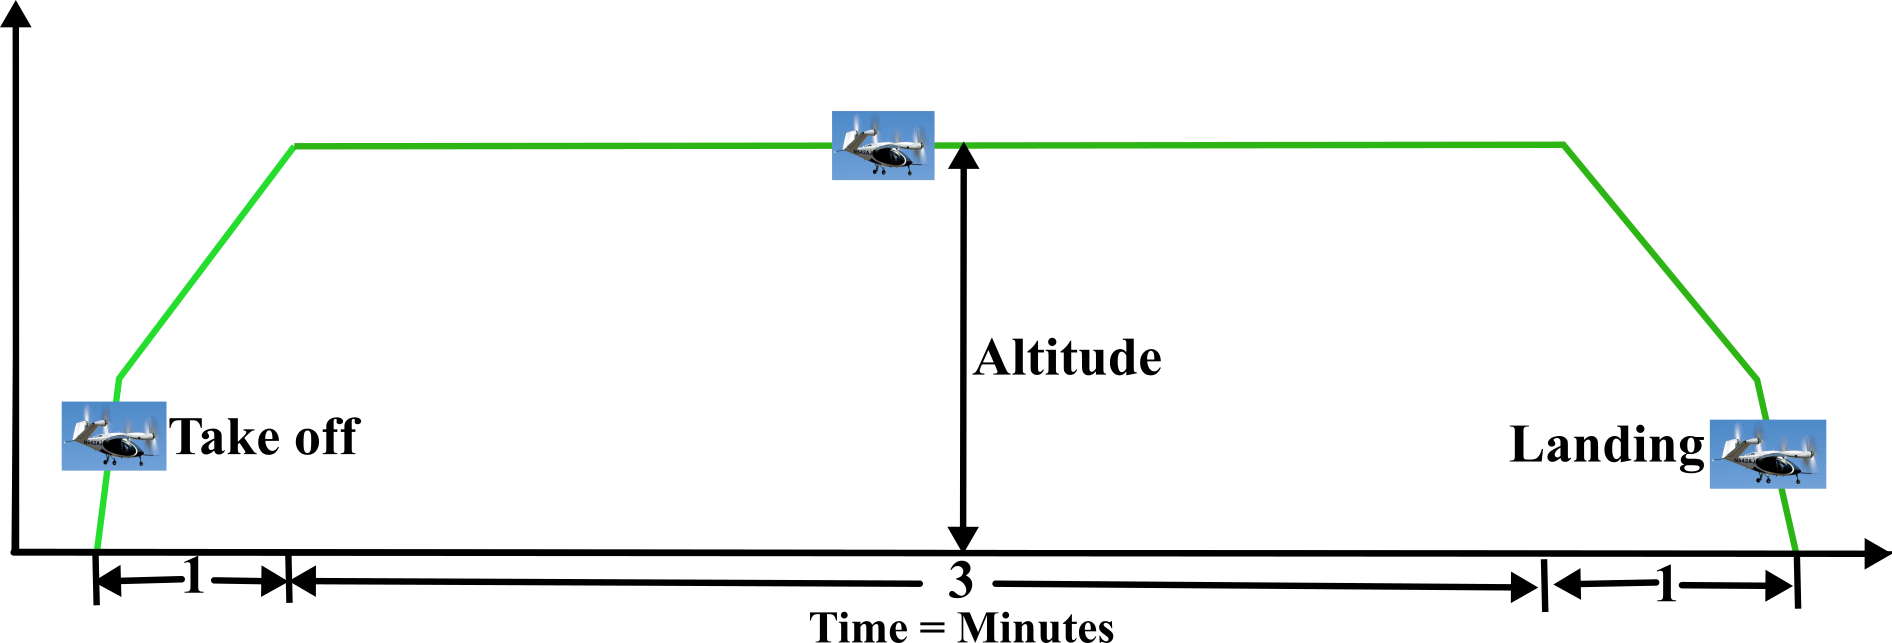 Altitude
Take off
Landing
1
3
1
Time = Minutes